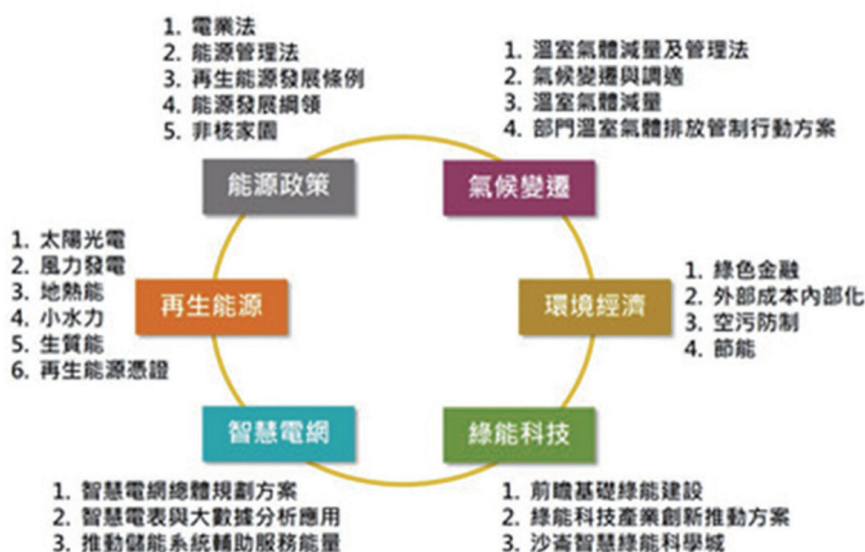 1. 電業法
2. 能源管理法
3. 再生能源發展條例
4. 能源發展綱領
5. 非核家園
1. 溫室氣體減量及管理法
2. 氣候變遷與調適
3. 溫室氣體減量
4. 部門溫室氣體排放管制行動方案
能源政策
氣候變遷
1. 太陽光電
2. 風力發電
3. 地熱能
4. 小水力
5. 生質能
6. 再生能源憑證
再生能源
環境經濟
1. 綠色金融
2. 外部成本內部化
3. 空污防制
4. 節能
智慧電網
綠能科技
1. 智慧電網總體規劃方案
2. 智慧電表與大數據分析應用
3. 推動儲能系統輔助服務能量
1. 前瞻基礎綠能建設
2. 綠能科技產業創新推動方案
3. 沙崙智慧綠能科學城